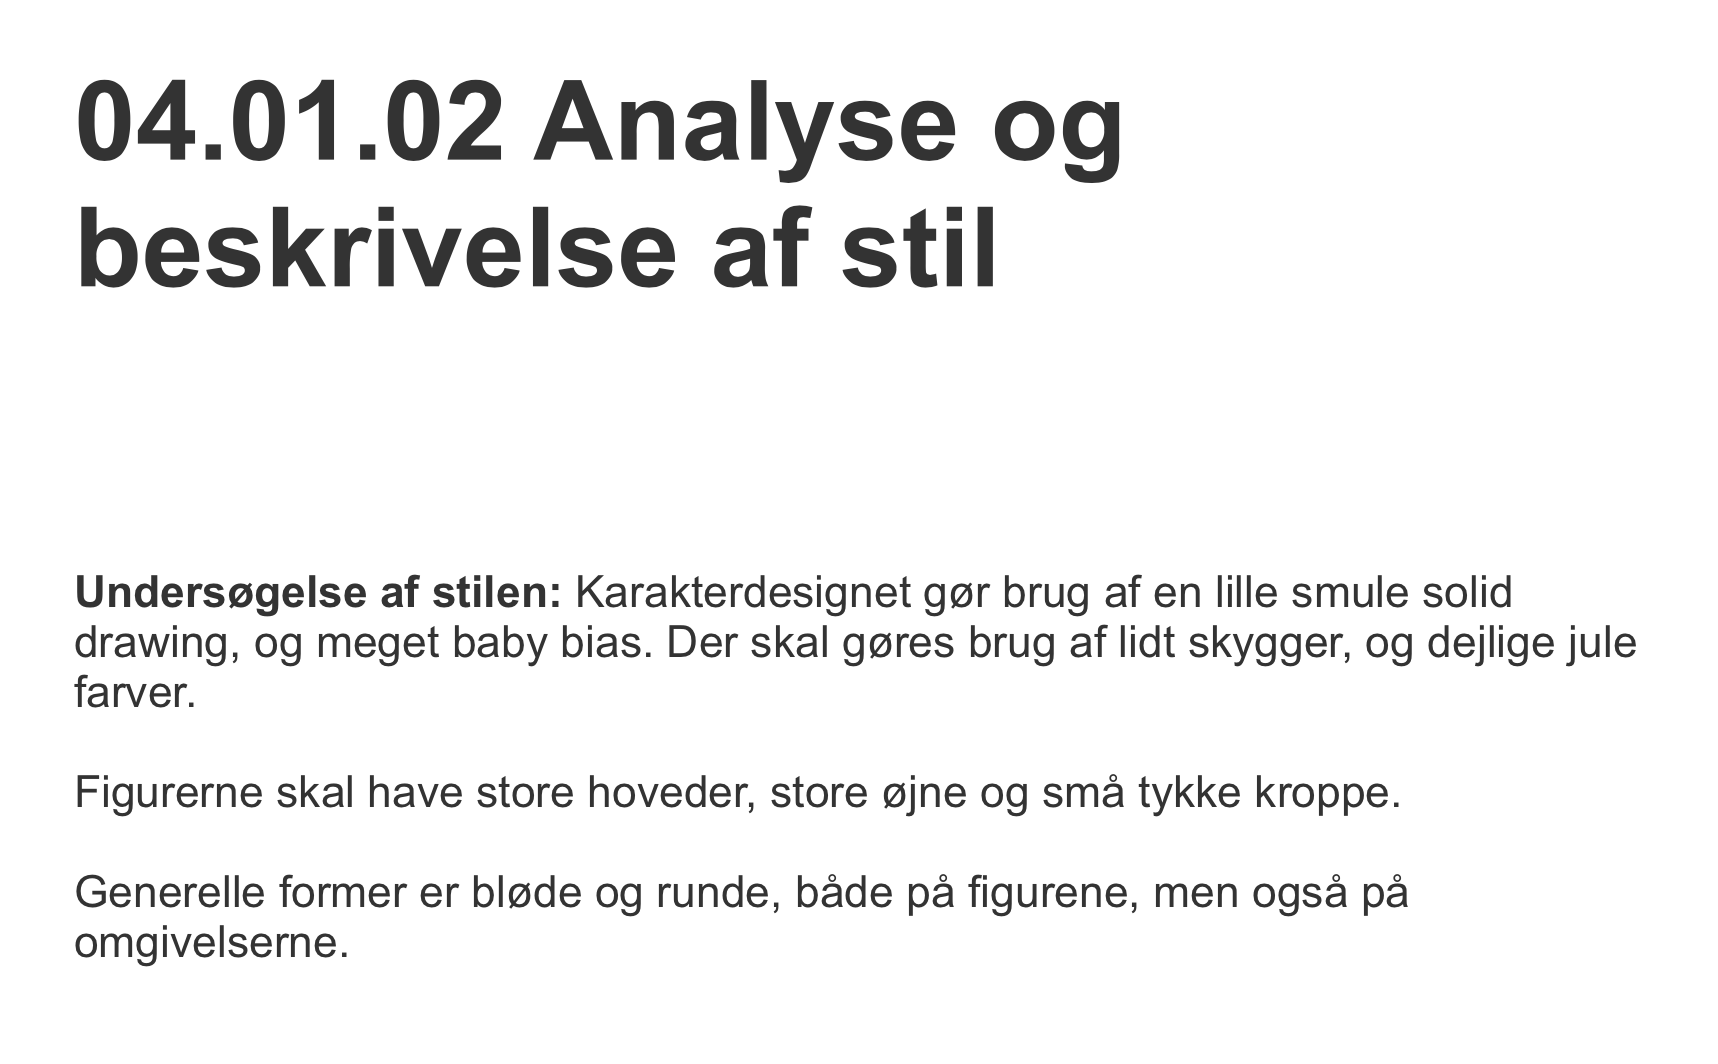 04.01.02 Analyse og
beskrivelse af stil
Undersøgelse af stilen: Karakterdesignet gør brug af en lille smule solid
drawing, og meget baby bias. Der skal gøres brug af lidt skygger, og dejlige jule
farver.
Figurerne skal have store hoveder, store øjne og små tykke kroppe.
Generelle former er bløde og runde, både på figurene, men også på
omgivelserne.